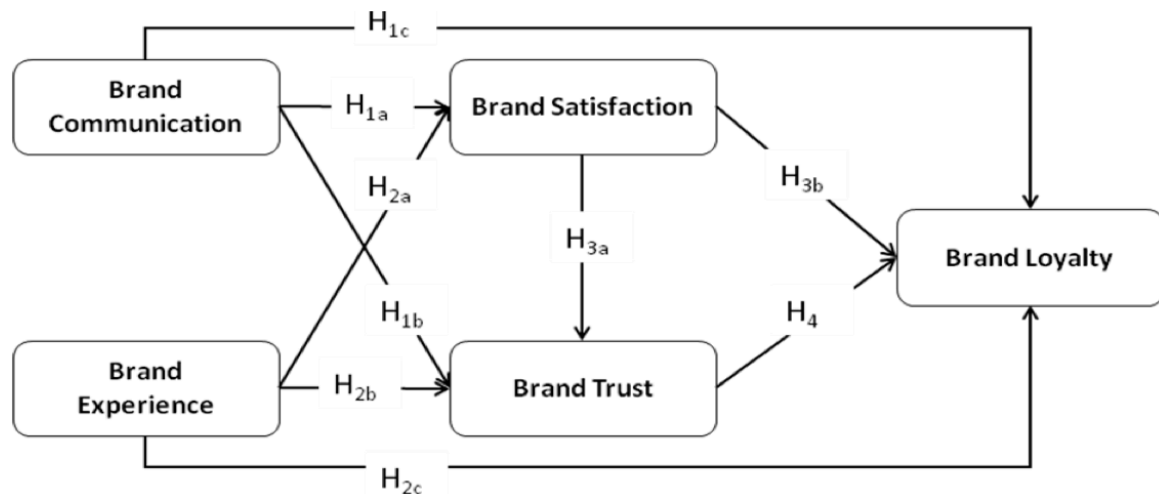 H1c
Brand
Communication
H1a
Brand Satisfaction
H2a
H3b
H3a
Brand Loyalty
H1b
H4
Brand
Experience
H2b
Brand Trust
H2c